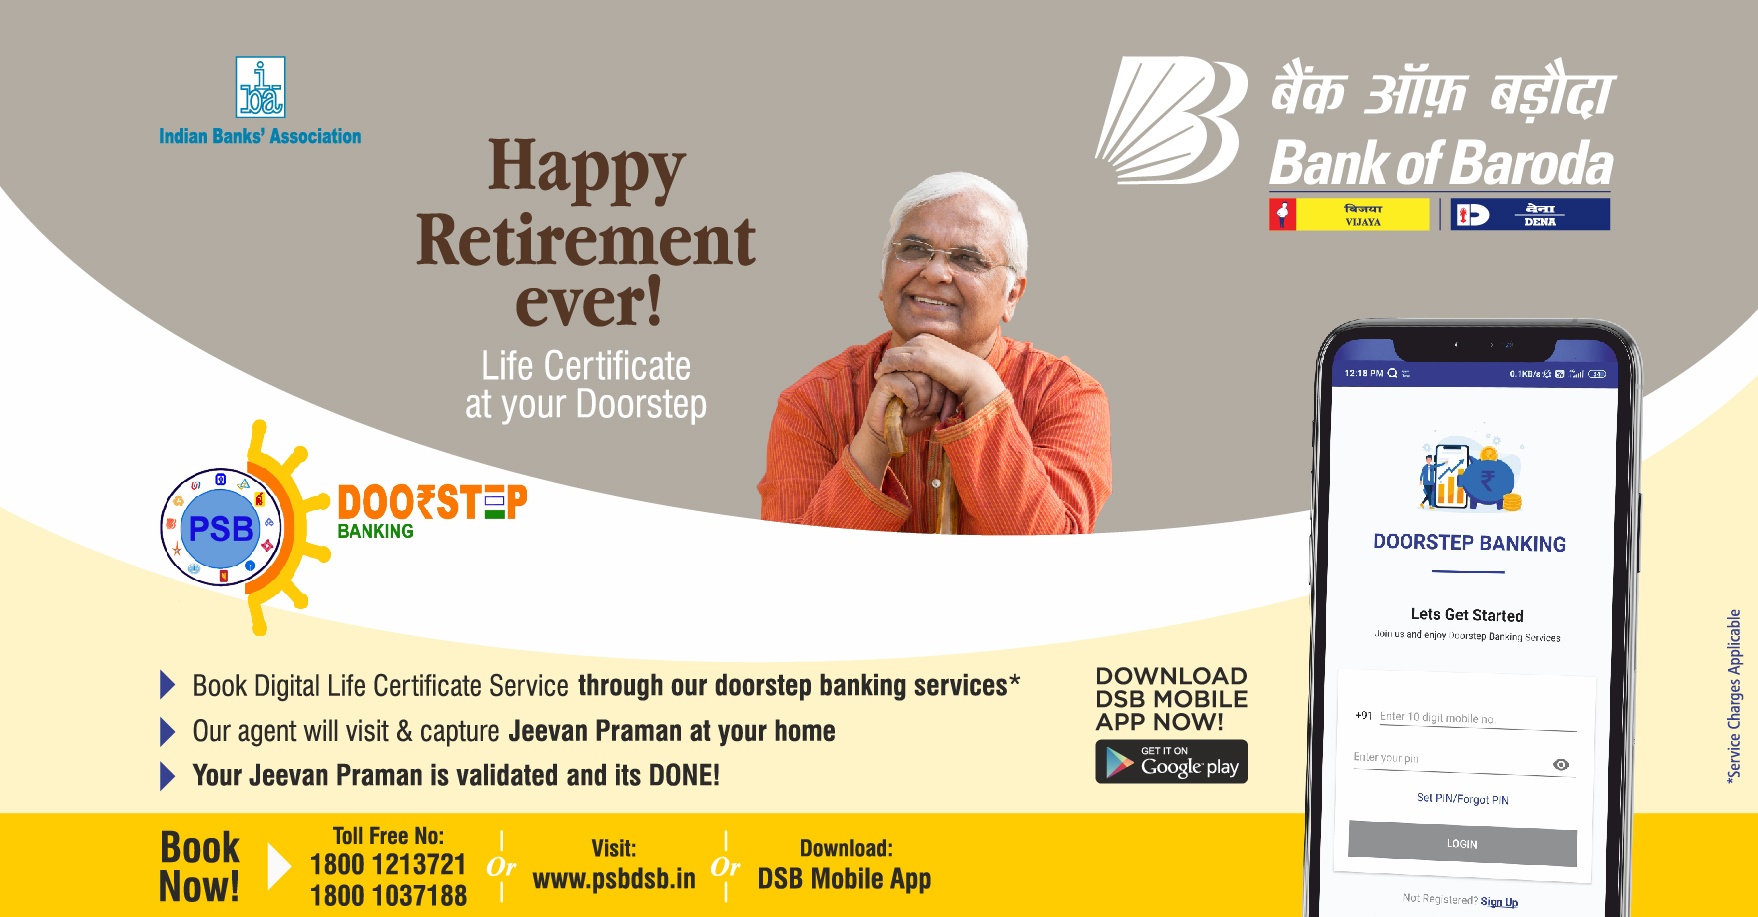 iba
Indian Banks' Association
Happy
Retirement
ever!
Life Certificate
at your Doorstep
बैंक ऑफ़ बड़ौदा
Bank of Baroda
विजया
VIJAYA
देना
DENA
PSB
DOO₹STEP
BANKING
Book Digital Life Certificate Service through our doorstep banking services*
Our agent will visit & capture Jeevan Praman at your home
Your Jeevan Praman is validated and its DONE!
DOWNLOAD
DSB MOBILE
APP NOW!
GET IT ON
Google play
12:18 PM
0.1KB/s
DOORSTEP BANKING
Lets Get Started
Join us and enjoy Doorstep Banking Services
+91 Enter 10 digit mobile no.
Enter your pin
Set PIN/Forgot PIN
LOGIN
Not Registered? Sign Up
*Service Charges Applicable
Book
Now!
Toll Free No:
1800 1213721
1800 1037188
Or
Visit:
www.psbdsb.in
Or
Download:
DSB Mobile App